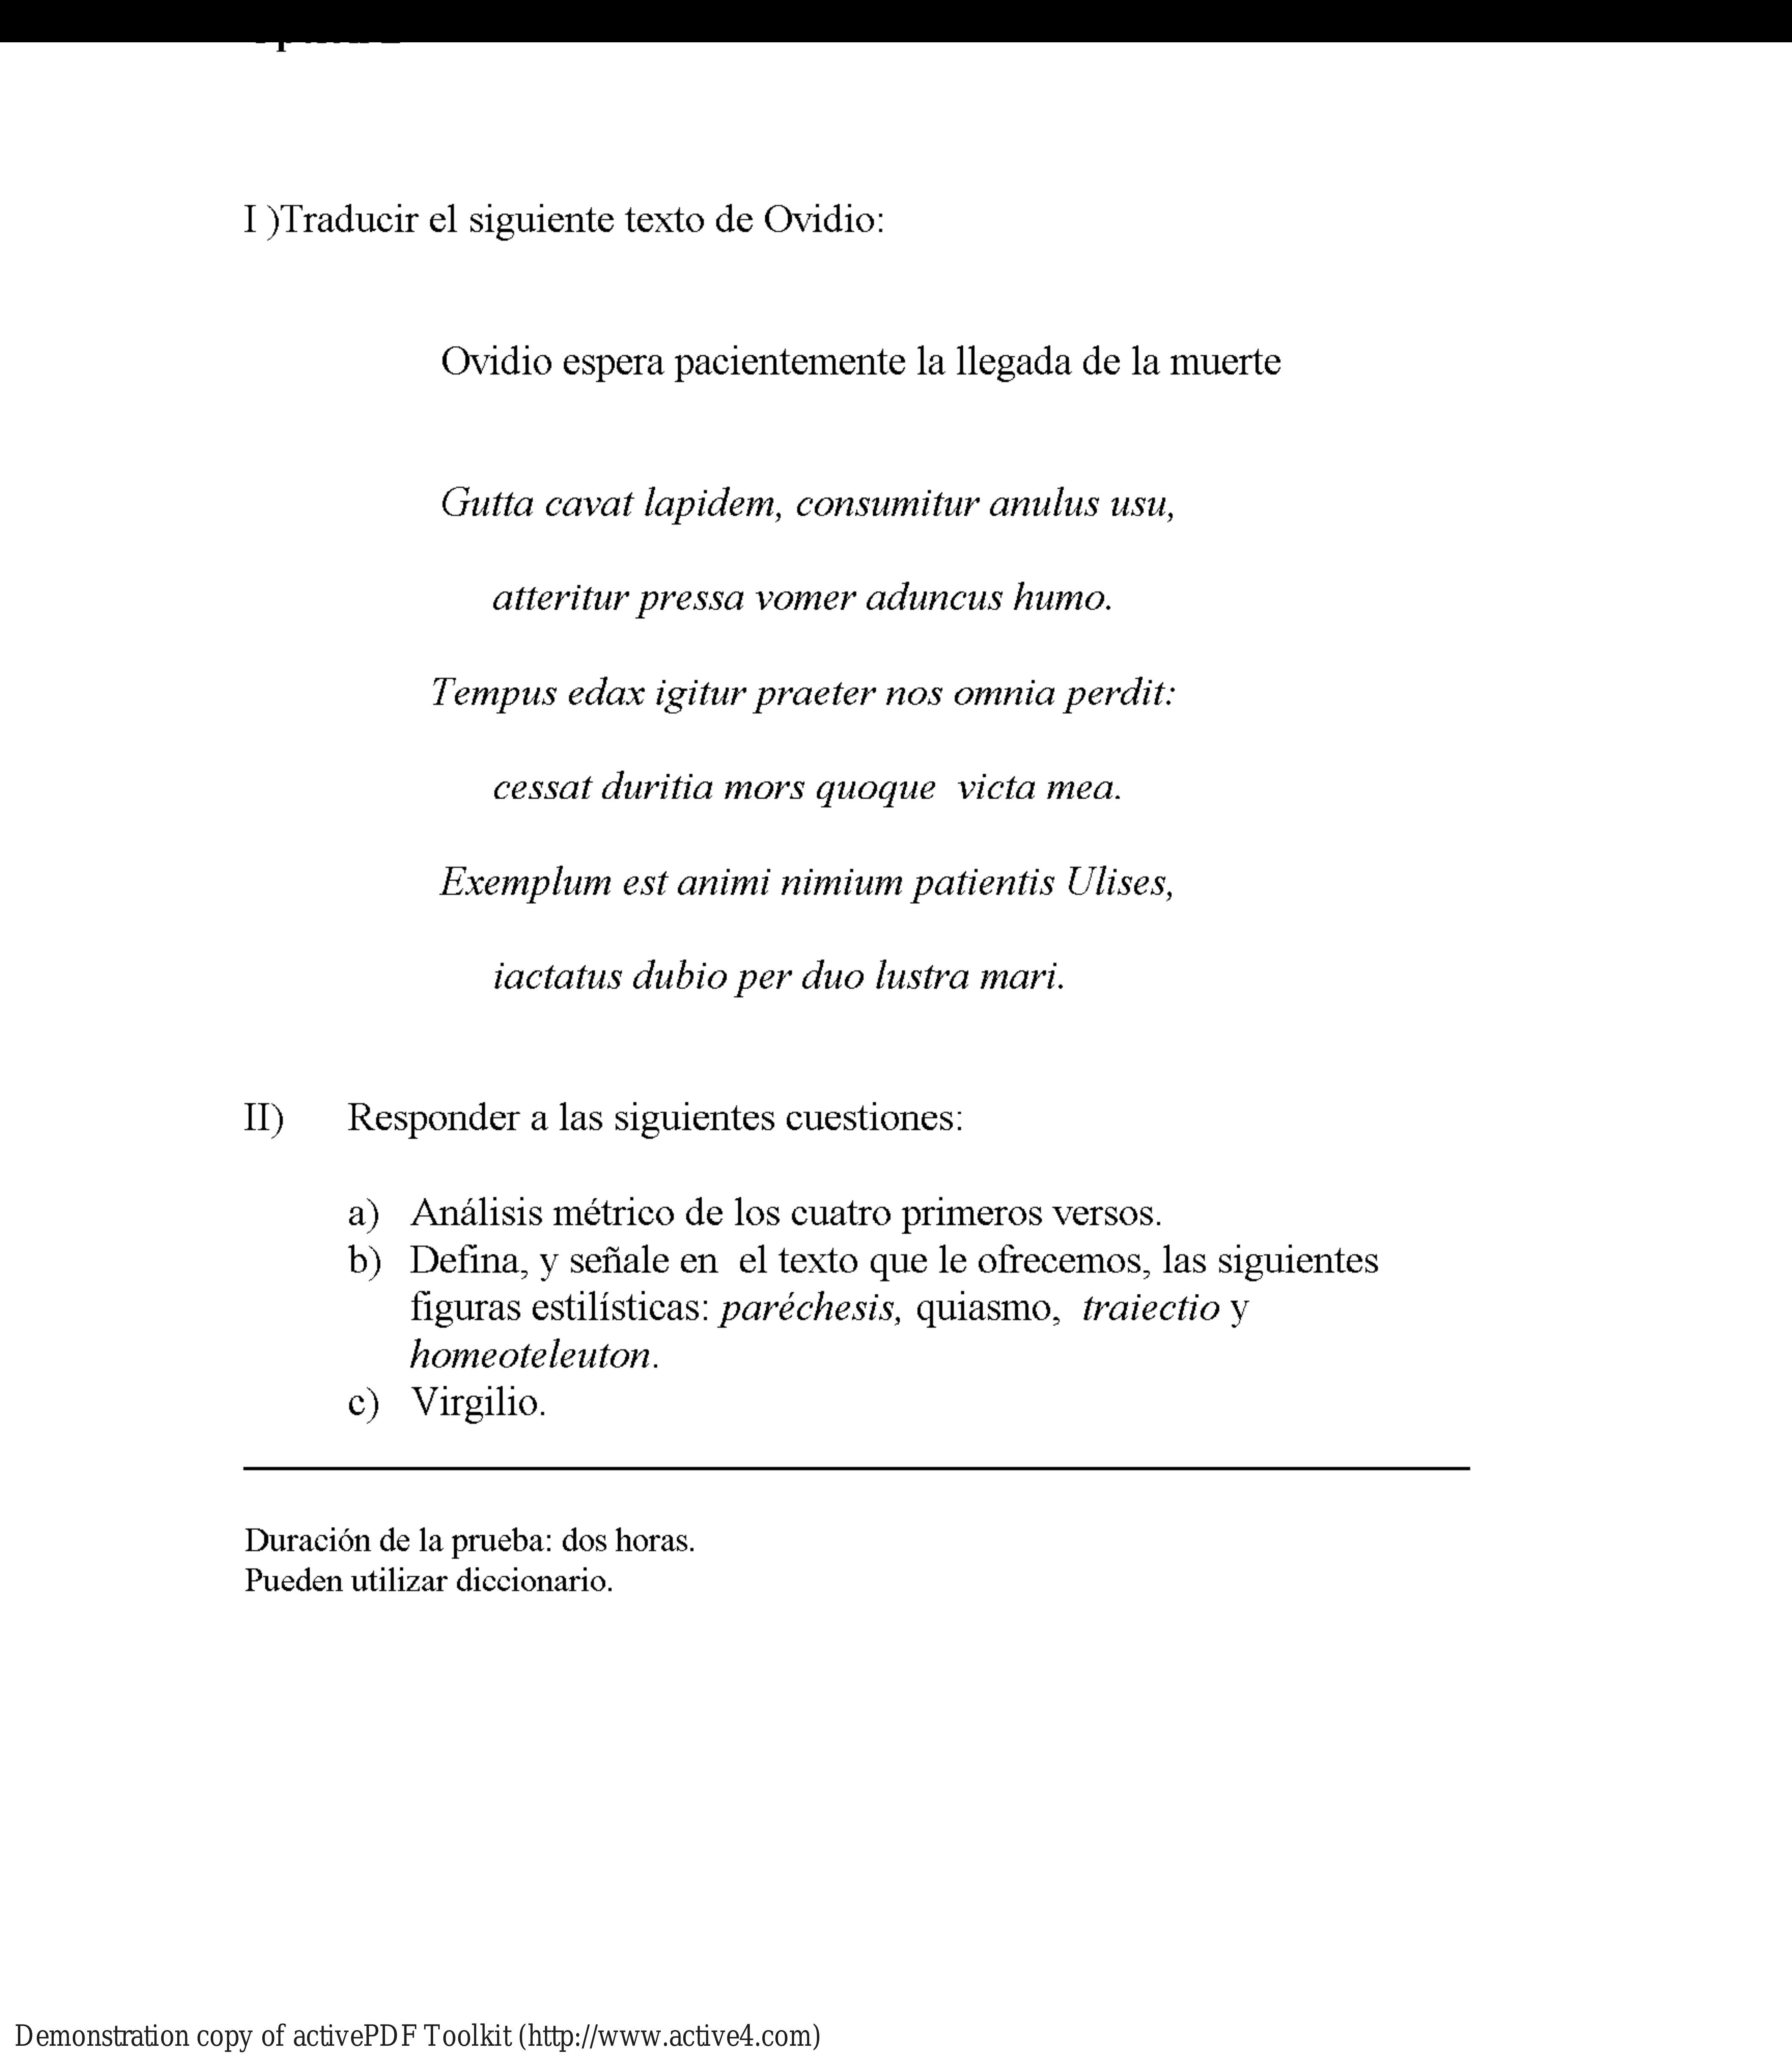 I )Traducir el siguiente texto de Ovidio:
Ovidio espera pacientemente la llegada de la muerte
Gutta cavat lapidem, consumitur anulus usu,
atteritur pressa vomer aduncus humo.
Tempus edax igitur praeter nos omnia perdit:
cessat duritia mors quoque  victa mea.
Exemplum est animi nimium patientis Ulises,
iactatus dubio per duo lustra mari.
II) Responder a las siguientes cuestiones:
a) Análisis métrico de los cuatro primeros versos.
b) Defina, y señale en  el texto que le ofrecemos, las siguientes
figuras estilísticas: paréchesis, quiasmo,  traiectio y
homeoteleuton.
c) Virgilio.
Duración de la prueba: dos horas.
Pueden utilizar diccionario.
Demonstration copy of activePDF Toolkit (http://www.active4.com)